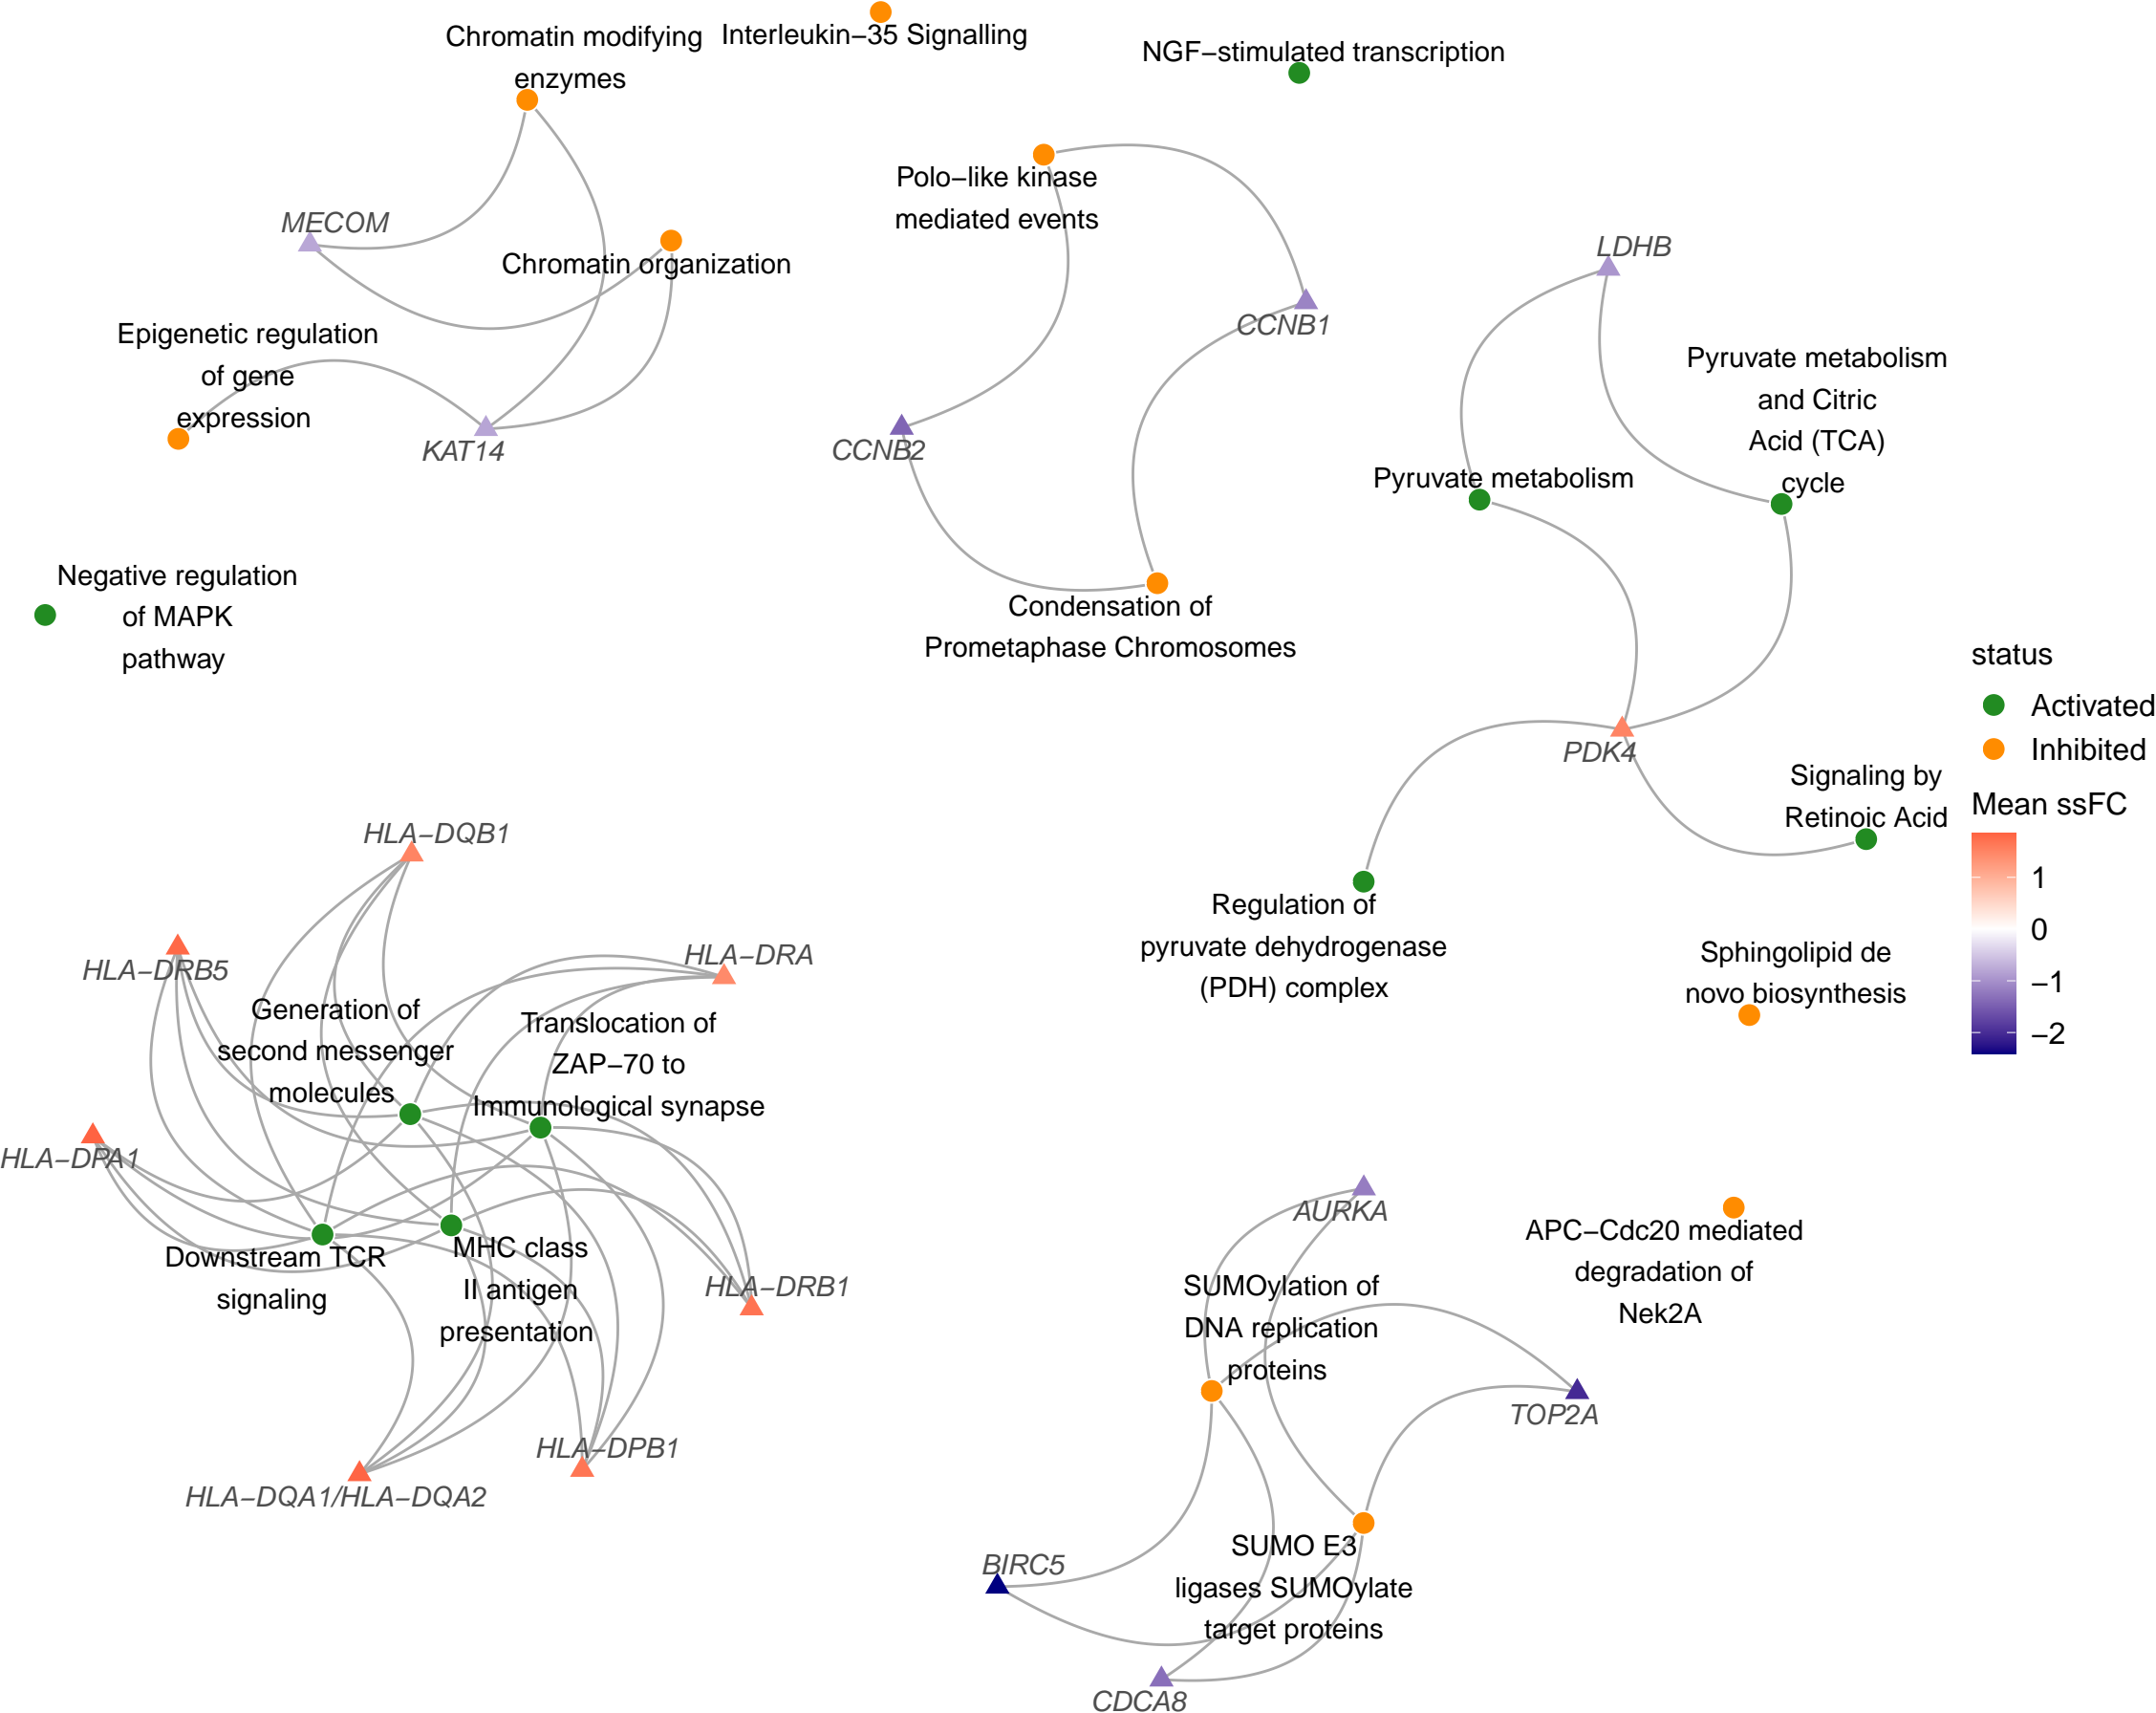 Chromatin modifying
enzymes
Interleukin−35 Signalling
NGF−stimulated transcription
MECOM
Chromatin organization
Epigenetic regulation
of gene
expression
KAT14
Polo−like kinase
mediated events
CCNB1
CCNB2
Condensation of
Prometaphase Chromosomes
LDHB
Pyruvate metabolism
and Citric
Acid (TCA)
cycle
Pyruvate metabolism
PDK4
Signaling by
Retinoic Acid
Regulation of
pyruvate dehydrogenase
(PDH) complex
Sphingolipid de
novo biosynthesis
Negative regulation
of MAPK
pathway
status
Activated
Inhibited
Mean ssFC
1
0
−1
−2
HLA−DQB1
HLA−DRB5
HLA−DRA
Generation of
second messenger
molecules
Translocation of
ZAP−70 to
Immunological synapse
HLA−DPA1
Downstream TCR
signaling
MHC class
II antigen
presentation
HLA−DRB1
HLA−DPB1
HLA−DQA1/HLA−DQA2
AURKA
SUMOylation of
DNA replication
proteins
APC−Cdc20 mediated
degradation of
Nek2A
TOP2A
BIRC5
SUMO E3
ligases SUMOylate
target proteins
CDCA8